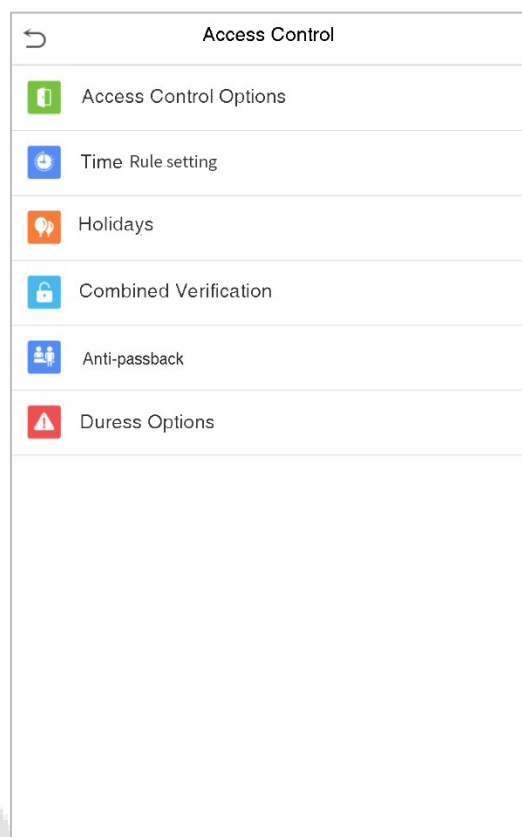 Access Control
Access Control Options
Time Rule setting
Holidays
Combined Verification
Anti-passback
Duress Options